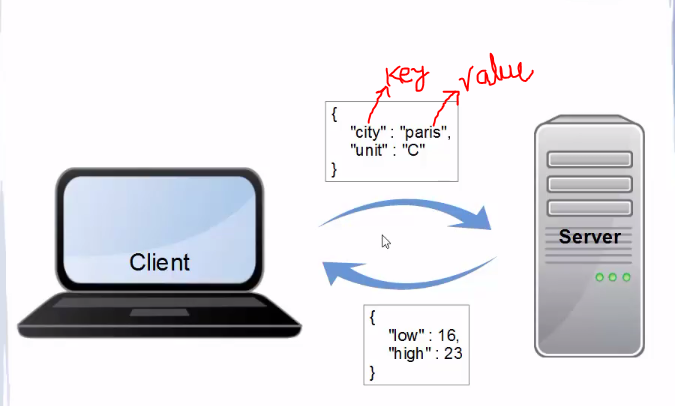 key value
{
"city" : "paris",
"unit" : "C"
}
Client
Server
{
"low" : 16,
"high" : 23
}